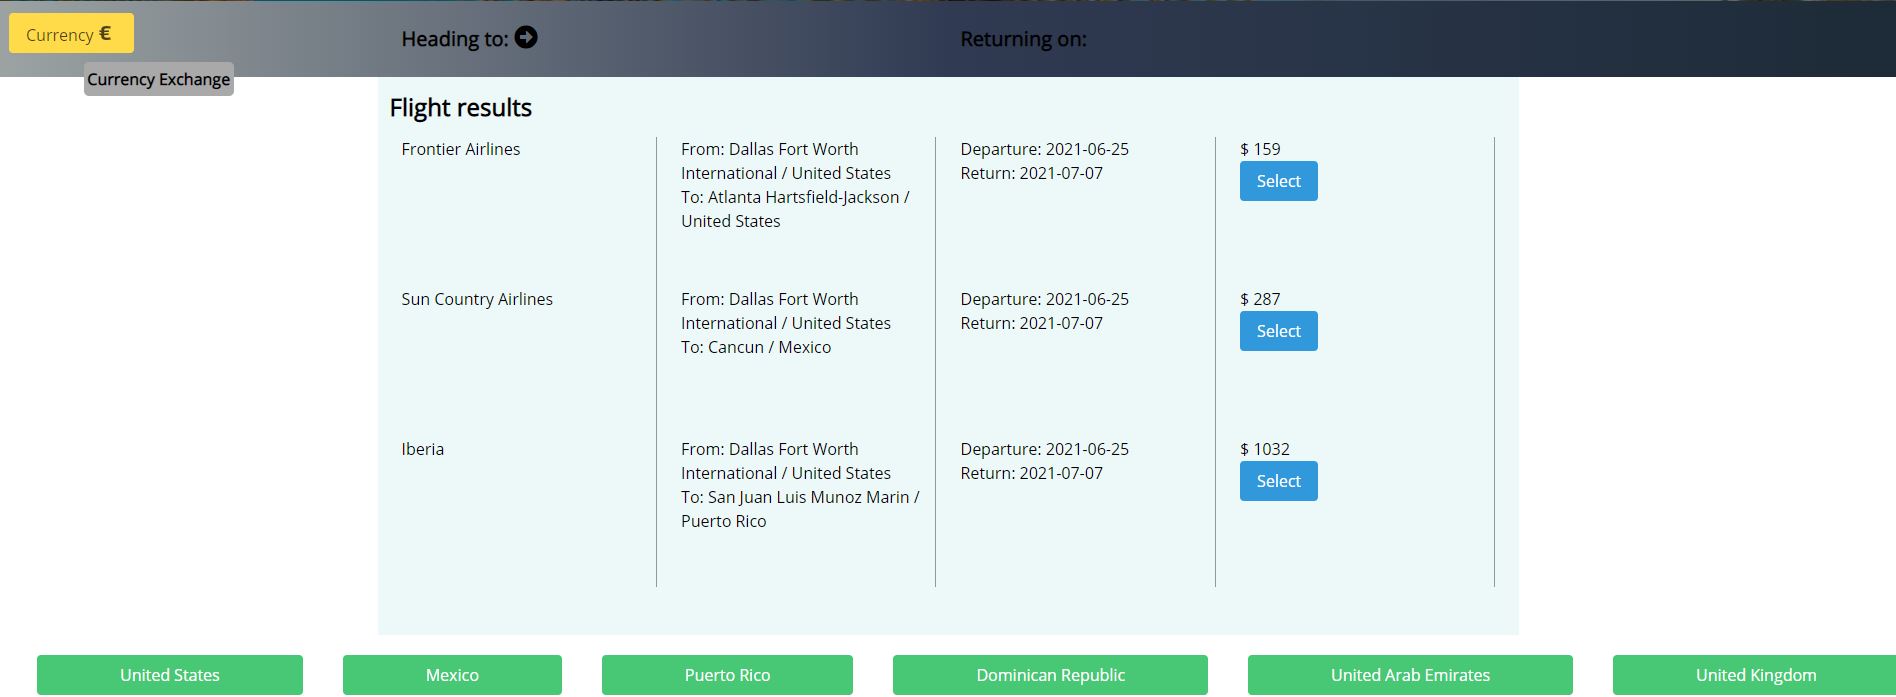 Currency €
Heading to:
Returning on:
Currency Exchange
Flight results
Frontier Airlines
From: Dallas Fort Worth
International / United States
To: Atlanta Hartsfield-Jackson /
United States
Departure: 2021-06-25
Return: 2021-07-07
$ 159
Select
Sun Country Airlines
From: Dallas Fort Worth
International / United States
To: Cancun / Mexico
Departure: 2021-06-25
Return: 2021-07-07
$ 287
Select
Iberia
From: Dallas Fort Worth
International / United States
To: San Juan Luis Munoz Marin /
Puerto Rico
Departure: 2021-06-25
Return: 2021-07-07
$ 1032
Select
United States
Mexico
Puerto Rico
Dominican Republic
United Arab Emirates
United Kingdom